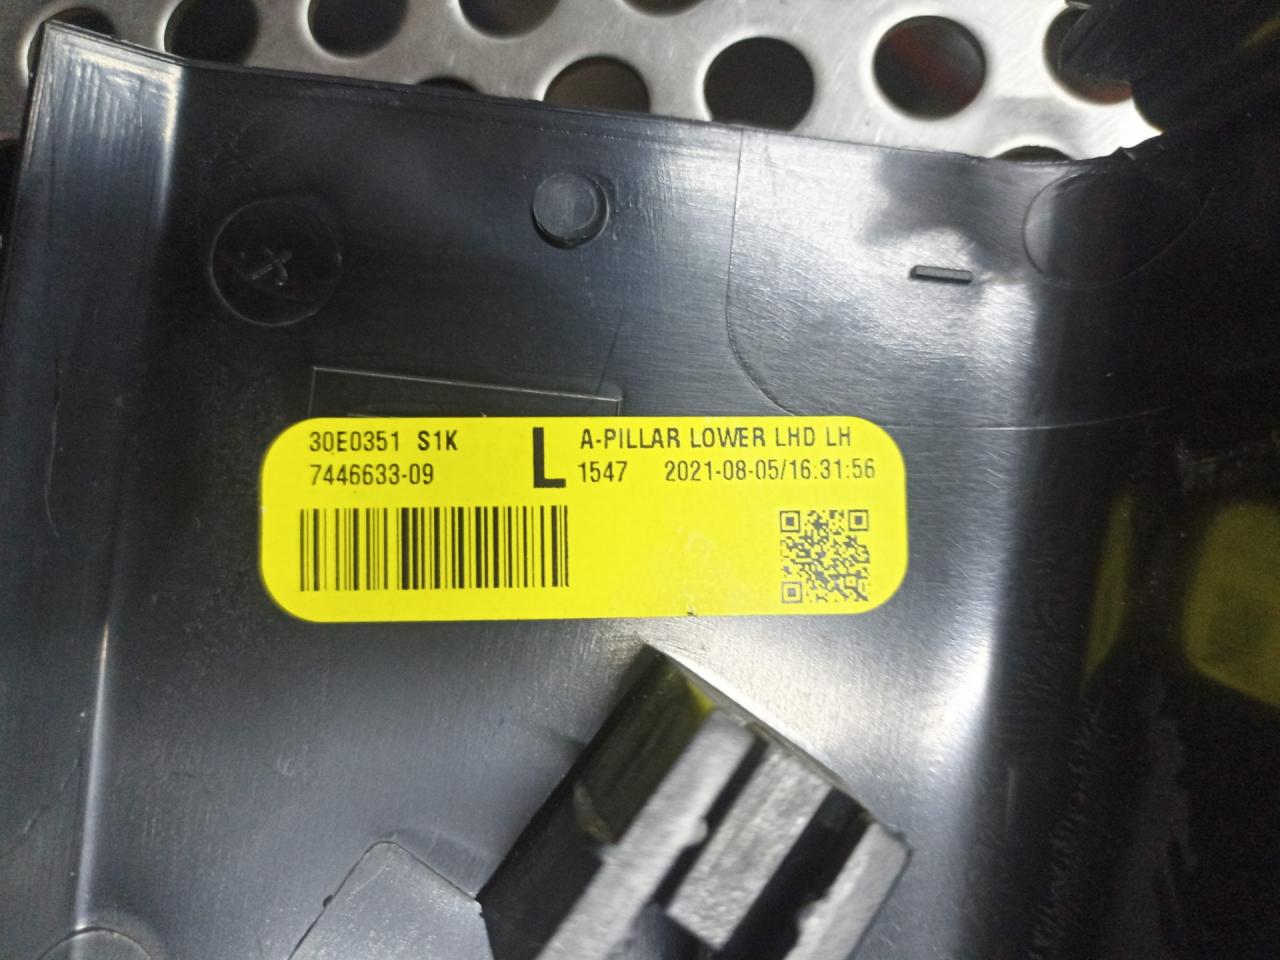 30E0351 S1K
7446633-09
L
A-PILLAR LOWER LHD LH
1547 2021-08-05/16:31:56